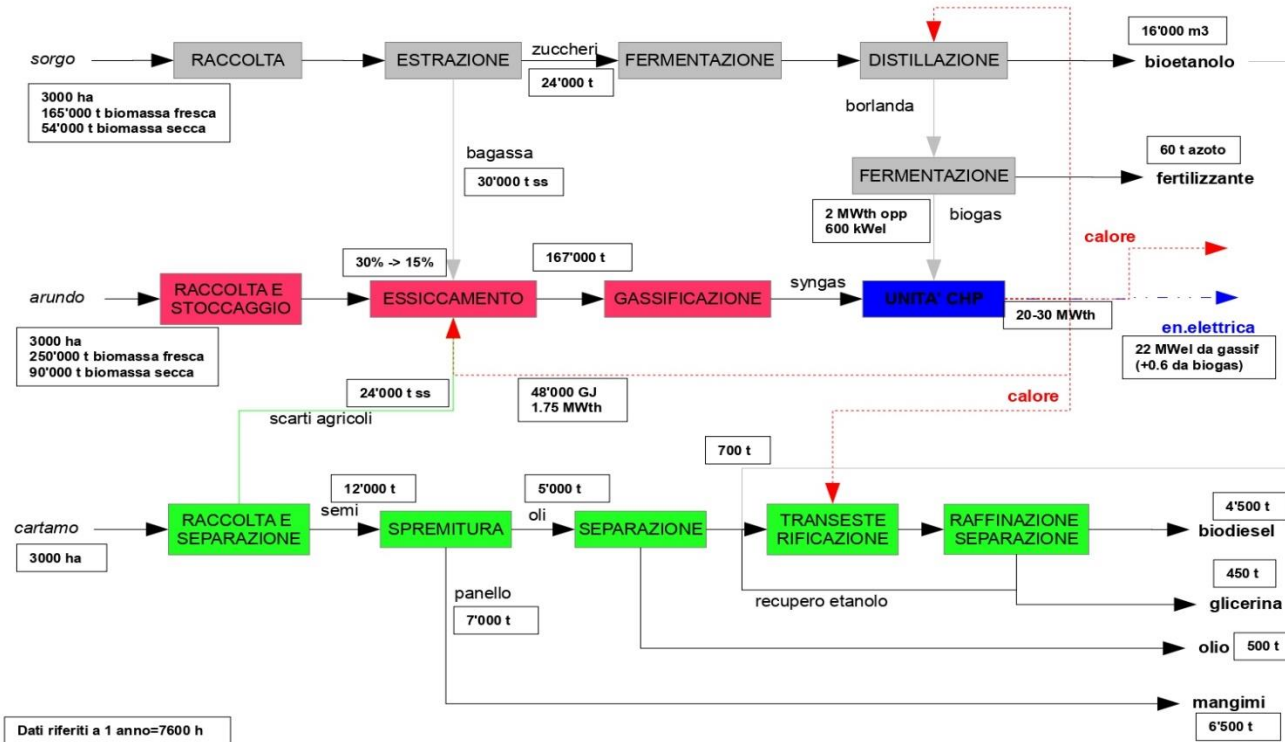 sorgo
RACCOLTA
ESTRAZIONE
zuccheri
24'000 t
FERMENTAZIONE
DISTILLAZIONE
16'000 m3
bioetanolo
3000 ha
165'000 t biomassa fresca
54'000 t biomassa secca
bagassa
30'000 t ss
borlanda
FERMENTAZIONE
60 t azoto
fertilizzante
2 MWth opp
600 kWel
biogas
calore
30% -> 15%
167'000 t
arundo
RACCOLTA E
STOCCAGGIO
ESSICCAMENTO
GASSIFICAZIONE
syngas
UNITA' CHP
20-30 MWth
en.elettrica
22 MWel da gassif
(+0.6 da biogas)
3000 ha
250'000 t biomassa fresca
90'000 t biomassa secca
24'000 t ss
scarti agricoli
48'000 GJ
1.75 MWth
calore
700 t
cartamo
3000 ha
RACCOLTA E
SEPARAZIONE
semi
12'000 t
SPREMITURA
oli
5'000 t
SEPARAZIONE
TRANSESTE
RIFICAZIONE
RAFFINAZIONE
SEPARAZIONE
4'500 t
biodiesel
450 t
glicerina
recupero etanolo
panello
7'000 t
olio
500 t
mangimi
6'500 t
Dati riferiti a 1 anno=7600 h